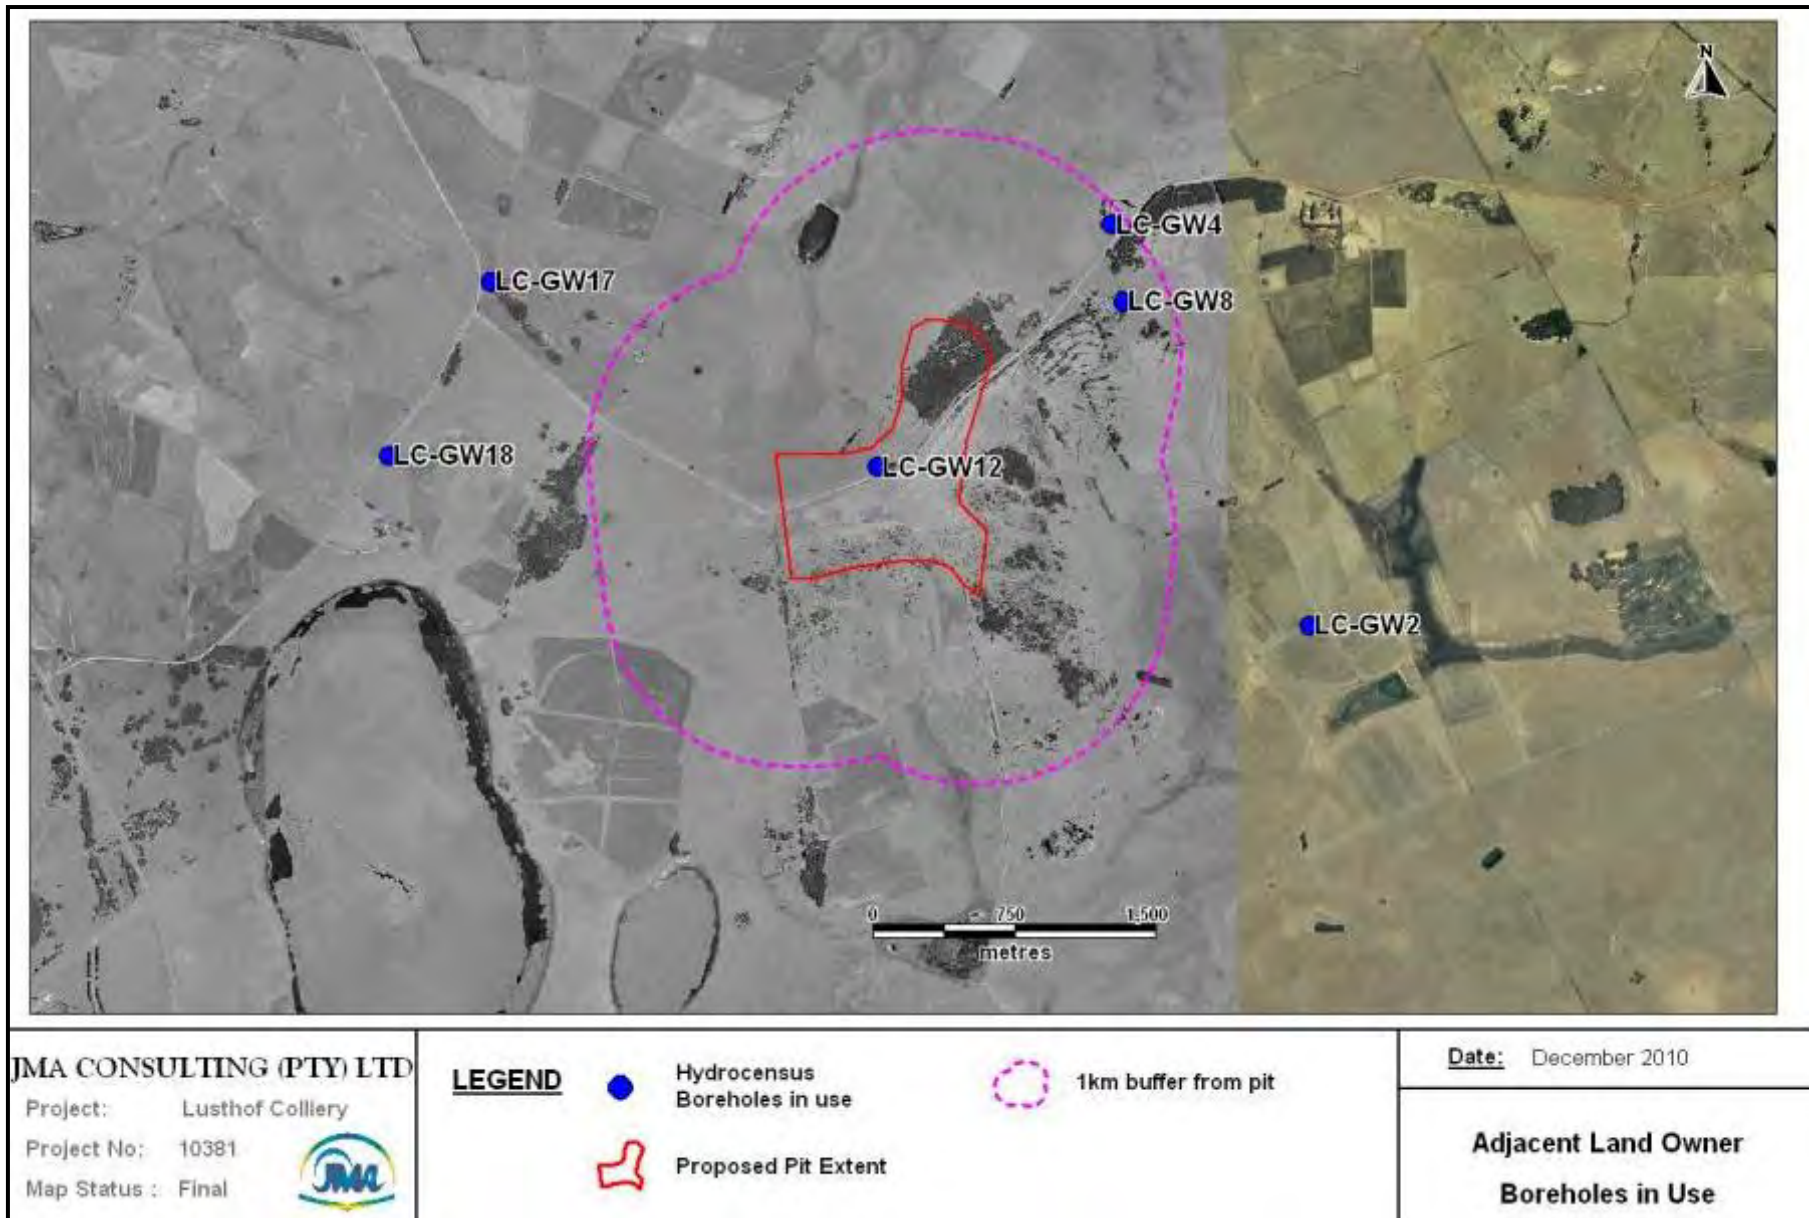 N
LC-GW4
LC-GW17
LC-GW8
LC-GW18
LC-GW12
LC-GW2
0 750 1,500
metres
JMA CONSULTING (PTY) LTD
Project: Lusthof Colliery
Project No: 10381
Map Status : Final
JMA
LEGEND
Hydrocensus
Boreholes in use
1km buffer from pit
Proposed Pit Extent
Date: December 2010
Adjacent Land Owner
Boreholes in Use